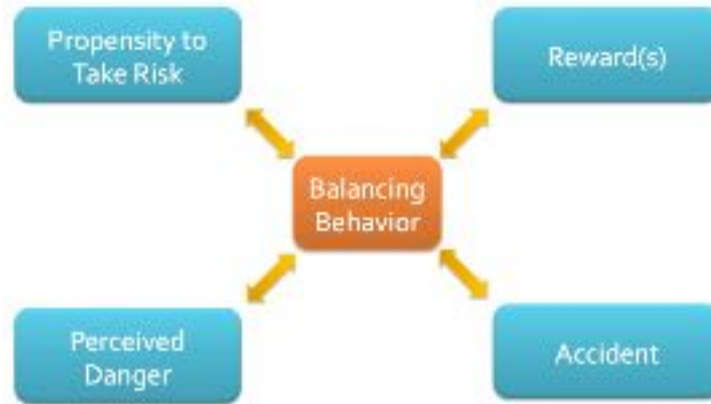 Propensity to
Take Risk
Reward(s)
Balancing
Behavior
Perceived
Danger
Accident